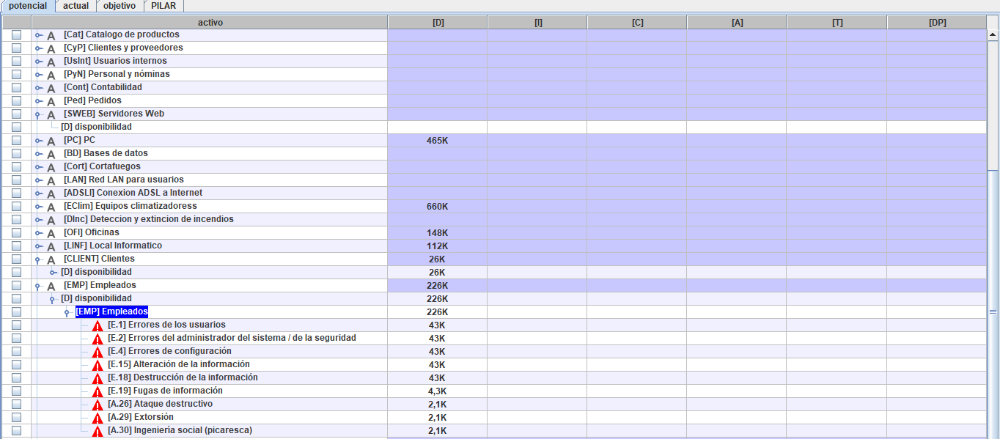 potencial actual objetivo PILAR
activo [D] [I] [C] [A] [T] [DP]
[Cat] Catalogo de productos
[CyP] Clientes y proveedores
[UsInt] Usuarios internos
[PyN] Personal y nóminas
[Cont] Contabilidad
[Ped] Pedidos
[SWEB] Servidores Web
[D] disponibilidad
[PC] PC 465K
[BD] Bases de datos
[Cort] Cortafuegos
[LAN] Red LAN para usuarios
[ADSLI] Conexion ADSL a Internet
[EClim] Equipos climatizadoress 660K
[DInc] Deteccion y extincion de incendios
[OFI] Oficinas 148K
[LINF] Local Informatico 112K
[CLIENT] Clientes 26K
[D] disponibilidad 26K
[EMP] Empleados 226K
[D] disponibilidad 226K
[EMP] Empleados 226K
[E.1] Errores de los usuarios 43K
[E.2] Errores del administrador del sistema / de la seguridad 43K
[E.4] Errores de configuración 43K
[E.15] Alteración de la información 43K
[E.18] Destrucción de la información 43K
[E.19] Fugas de información 4,3K
[A.26] Ataque destructivo 2,1K
[A.29] Extorsión 2,1K
[A.30] Ingeniería social (picaresca) 2,1K